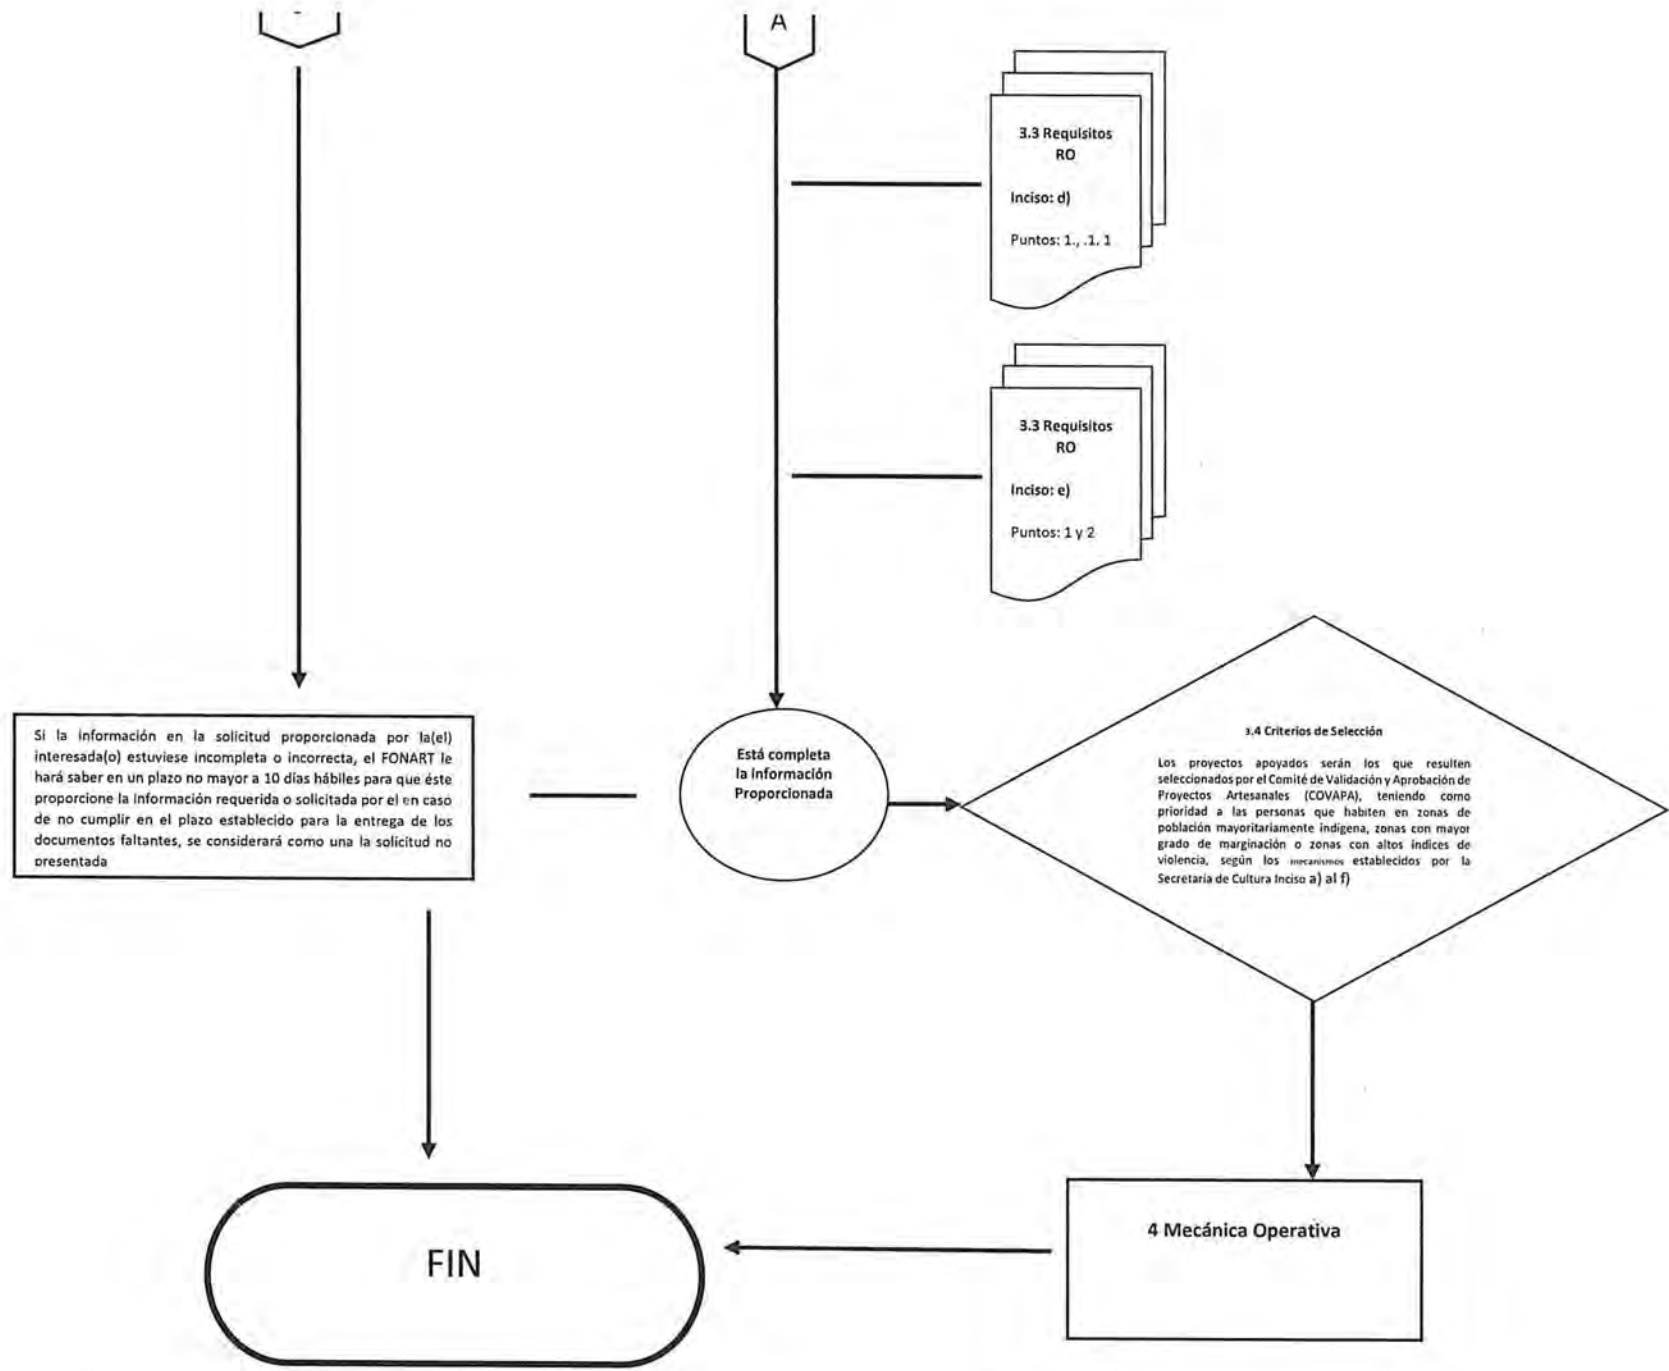 A
3.3 Requisitos
RO
Inciso: d)
Puntos: 1., .1. 1
3.3 Requisitos
RO
Inciso: e)
Puntos: 1 y 2
Si la información en la solicitud proporcionada por la(el)
interesada(o) estuviese incompleta o incorrecta, el FONART le
hará saber en un plazo no mayor a 10 días hábiles para que éste
proporcione la información requerida o solicitada por el en caso
de no cumplir en el plazo establecido para la entrega de los
documentos faltantes, se considerará como una la solicitud no
presentada
Está completa
la Información
Proporcionada
3.4 Criterios de Selección
Los proyectos apoyados serán los que resulten
seleccionados por el Comité de Validación y Aprobación de
Proyectos Artesanales (COVAPA), teniendo como
prioridad a las personas que habiten en zonas de
población mayoritariamente indígena, zonas con mayor
grado de marginación o zonas con altos índices de
violencia, según los mecanismos establecidos por la
Secretaría de Cultura Inciso a) al f)
4 Mecánica Operativa
FIN